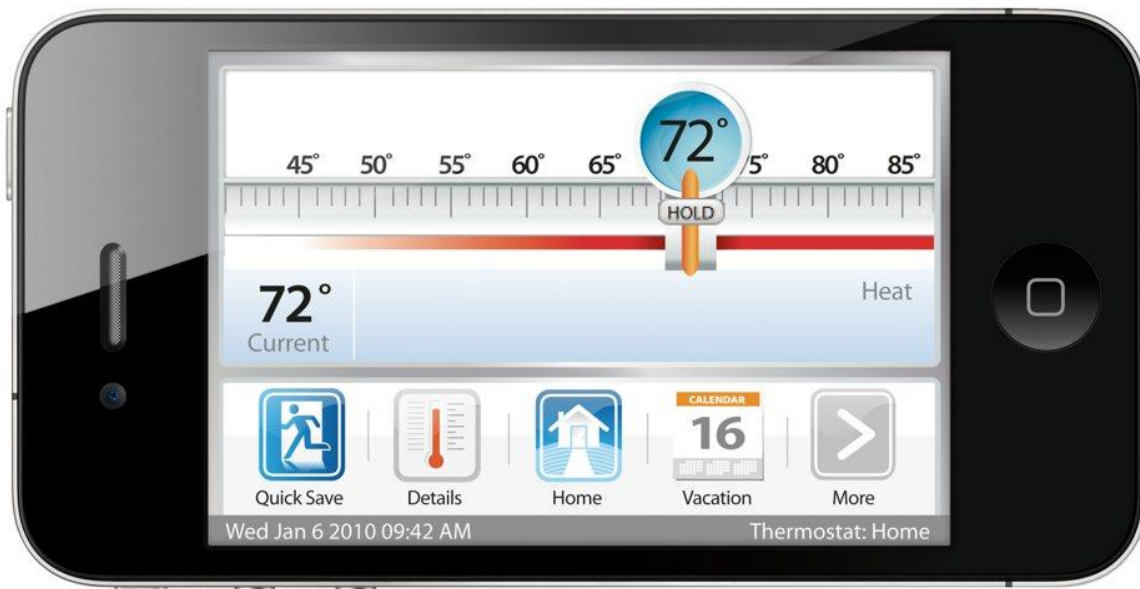 72°
45° 50° 55° 60° 65° 5° 80° 85°
HOLD
72°
Current
Heat
CALENDAR
16
Quick Save Details Home Vacation More
Wed Jan 6 2010 09:42 AM Thermostat: Home